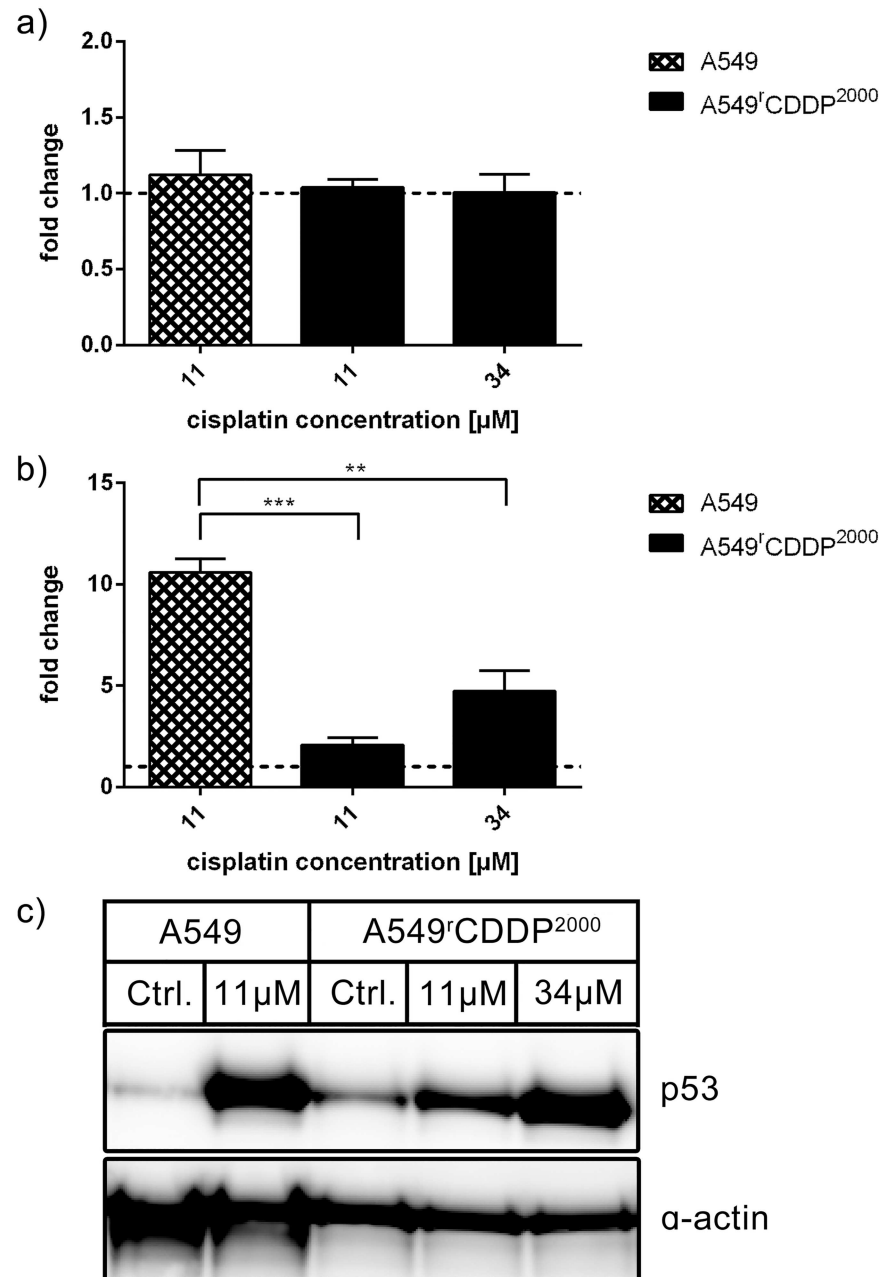 a)
2.0
1.5
1.0
0.5
0.0
fold change
11
11
34
cisplatin concentration [µM]
A549
A549ʳCDDP²⁰⁰⁰
b)
15
10
5
0
fold change
**
***
11
11
34
cisplatin concentration [µM]
A549
A549ʳCDDP²⁰⁰⁰
c)
A549 A549ʳCDDP²⁰⁰⁰
Ctrl. 11µM Ctrl. 11µM 34µM
p53
α-actin